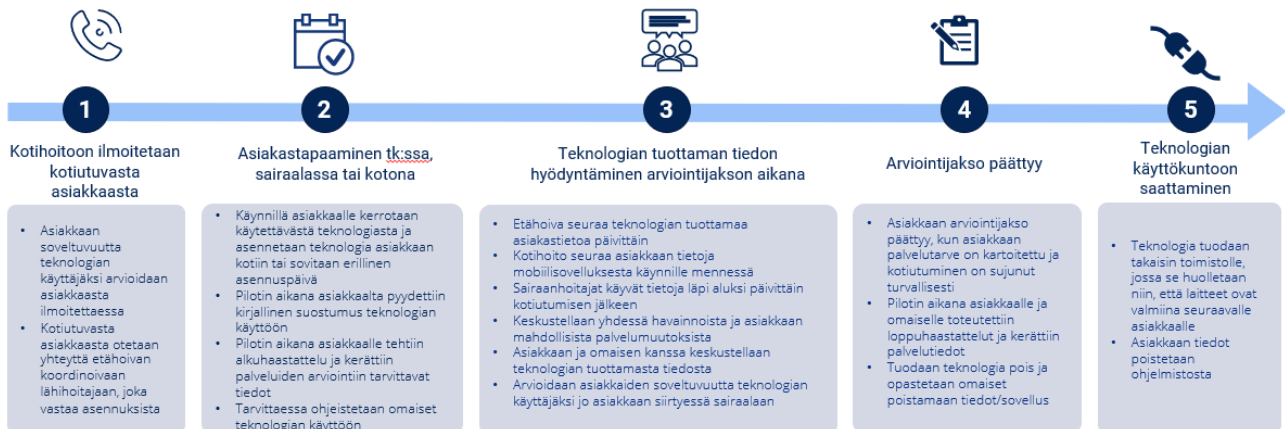 1
Kotihoitoon ilmoitetaan
kotiutuvasta
asiakkaasta
• Asiakkaan
soveltuvuutta
teknologian
käyttäjäksi arvioidaan
asiakkaasta
ilmoitettaessa
• Kotiutuvasta
asiakkaasta otetaan
yhteyttä etähoivan
koordinoivaan
lähihoitajaan, joka
vastaa asennuksista
2
Asiakastapaaminen tk:ssa,
sairaalassa tai kotona
• Käynnillä asiakkaalle kerrotaan
käytettävästä teknologiasta ja
asennetaan teknologia asiakkaan
kotiin tai sovitaan erillinen
asennuspäivä
• Pilotin aikana asiakkaalta pyydettiin
kirjallinen suostumus teknologian
käyttöön
• Pilotin aikana asiakkaalle tehtiin
alkuhaastattelu ja kerättiin
palveluiden arviointiin tarvittavat
tiedot
• Tarvittaessa ohjeistetaan omaiset
teknologian käyttöön
3
Teknologian tuottaman tiedon
hyödyntäminen arviointijakson aikana
• Etähoiva seuraa teknologian tuottamaa
asiakastietoa päivittäin
• Kotihoito seuraa asiakkaan tietoja
mobiilisovelluksesta käynnille mennessä
• Sairaanhoitajat käyvät tietoja läpi aluksi päivittäin
kotiutumisen jälkeen
• Keskustellaan yhdessä havainnoista ja asiakkaan
mahdollisista palvelumuutoksista
• Asiakkaan ja omaisen kanssa keskustellaan
teknologian tuottamasta tiedosta
• Arvioidaan asiakkaiden soveltuvuutta teknologian
käyttäjäksi jo asiakkaan siirtyessä sairaalaan
4
Arviointijakso päättyy
• Asiakkaan arviointijakso
päättyy, kun asiakkaan
palvelutarve on kartoitettu ja
kotiutuminen on sujunut
turvallisesti
• Pilotin aikana asiakkaalle ja
omaiselle toteutettiin
loppuhaastattelut ja kerättiin
palvelutiedot
• Tuodaan teknologia pois ja
opastetaan omaiset
poistamaan tiedot/sovellus
5
Teknologian
käyttökuntoon
saattaminen
• Teknologia tuodaan
takaisin toimistolle,
jossa se huolletaan
niin, että laitteet ovat
valmiina seuraavalle
asiakkaalle
• Asiakkaan tiedot
poistetaan
ohjelmistosta